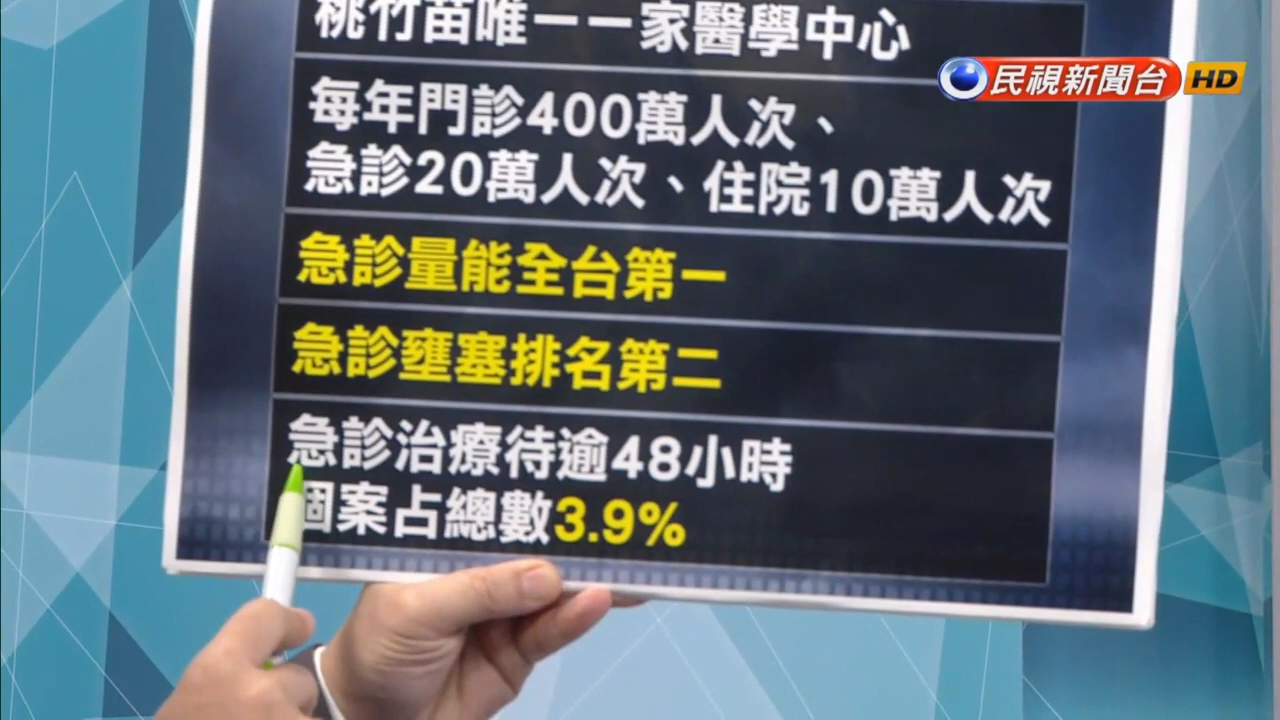 桃竹苗唯一一家醫學中心
民視新聞台 HD
每年門診400萬人次、
急診20萬人次、住院10萬人次
急診量能全台第一
急診壅塞排名第二
急診治療待逾48小時
個案占總數3.9%